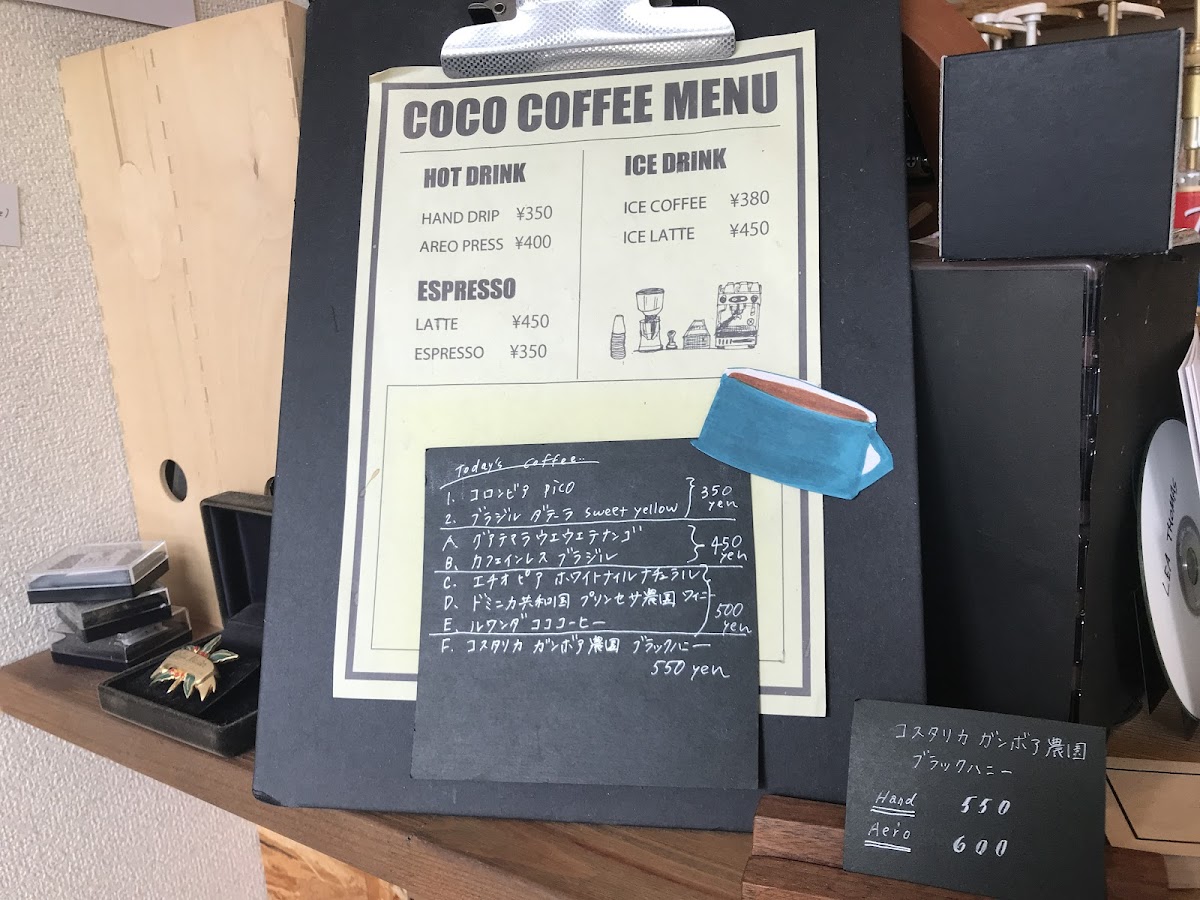 COCO COFFEE MENU
HOT DRINK
HAND DRIP ¥350
AREO PRESS ¥400
ESPRESSO
LATTE ¥450
ESPRESSO ¥350
ICE DRINK
ICE COFFEE ¥380
ICE LATTE ¥450
Today's Coffee..
1. コロンビア PICO
2. ブラジル ダテーラ sweet yellow
350 yen
A. グアテマラウエウエテナンゴ
B. カフェインレス ブラジル
450 yen
C. エチオピア ホワイトナイルナチュラル
D. ドミニカ共和国 プリンセサ農園 ワイニー
E. ルワンダ ココココーヒー
500 yen
F. コスタリカ ガンボア農園 ブラックハニー
550 yen
コスタリカ ガンボア農園
ブラックハニー
Hand 550
Aero 600
LEA THOMAS